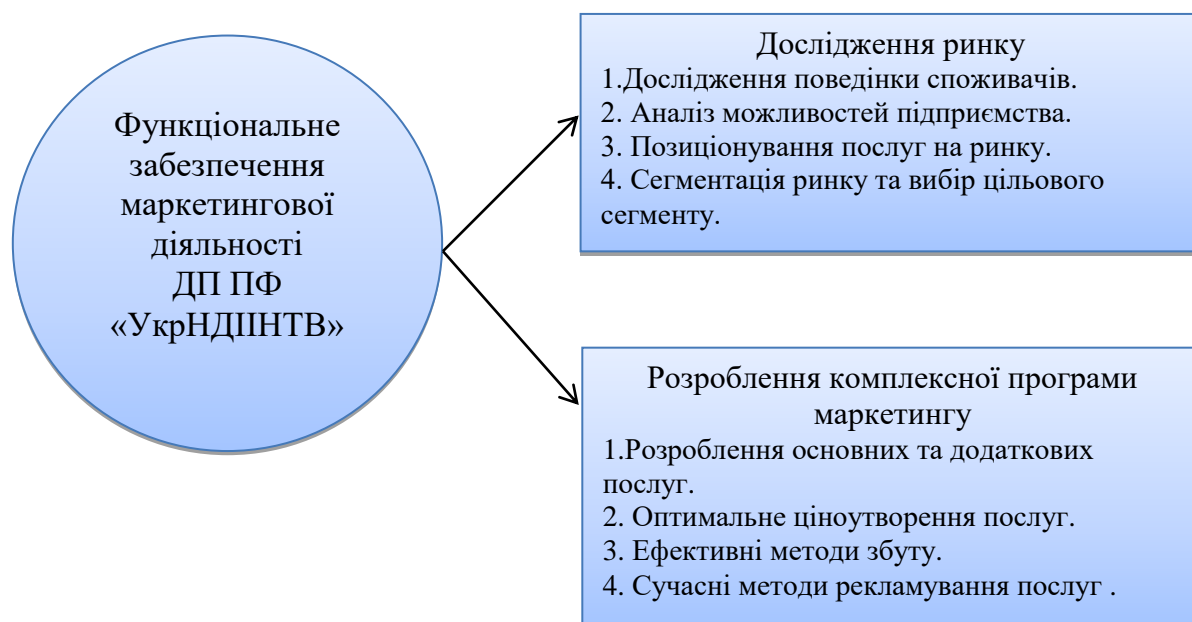 Функціональне
забезпечення
маркетингової
діяльності
ДП ПФ
«УкрНДІІНТВ»
Дослідження ринку
1.Дослідження поведінки споживачів.
2. Аналіз можливостей підприємства.
3. Позиціонування послуг на ринку.
4. Сегментація ринку та вибір цільового
сегменту.
Розроблення комплексної програми
маркетингу
1.Розроблення основних та додаткових
послуг.
2. Оптимальне ціноутворення послуг.
3. Ефективні методи збуту.
4. Сучасні методи рекламування послуг .